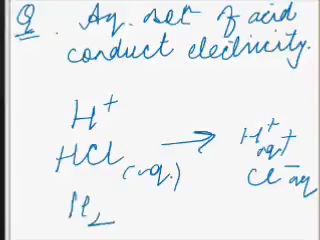 Q. Aq. sol of acid
conduct electricity.
H+
HCl (aq.) → H+ aq +
Cl- aq
H2